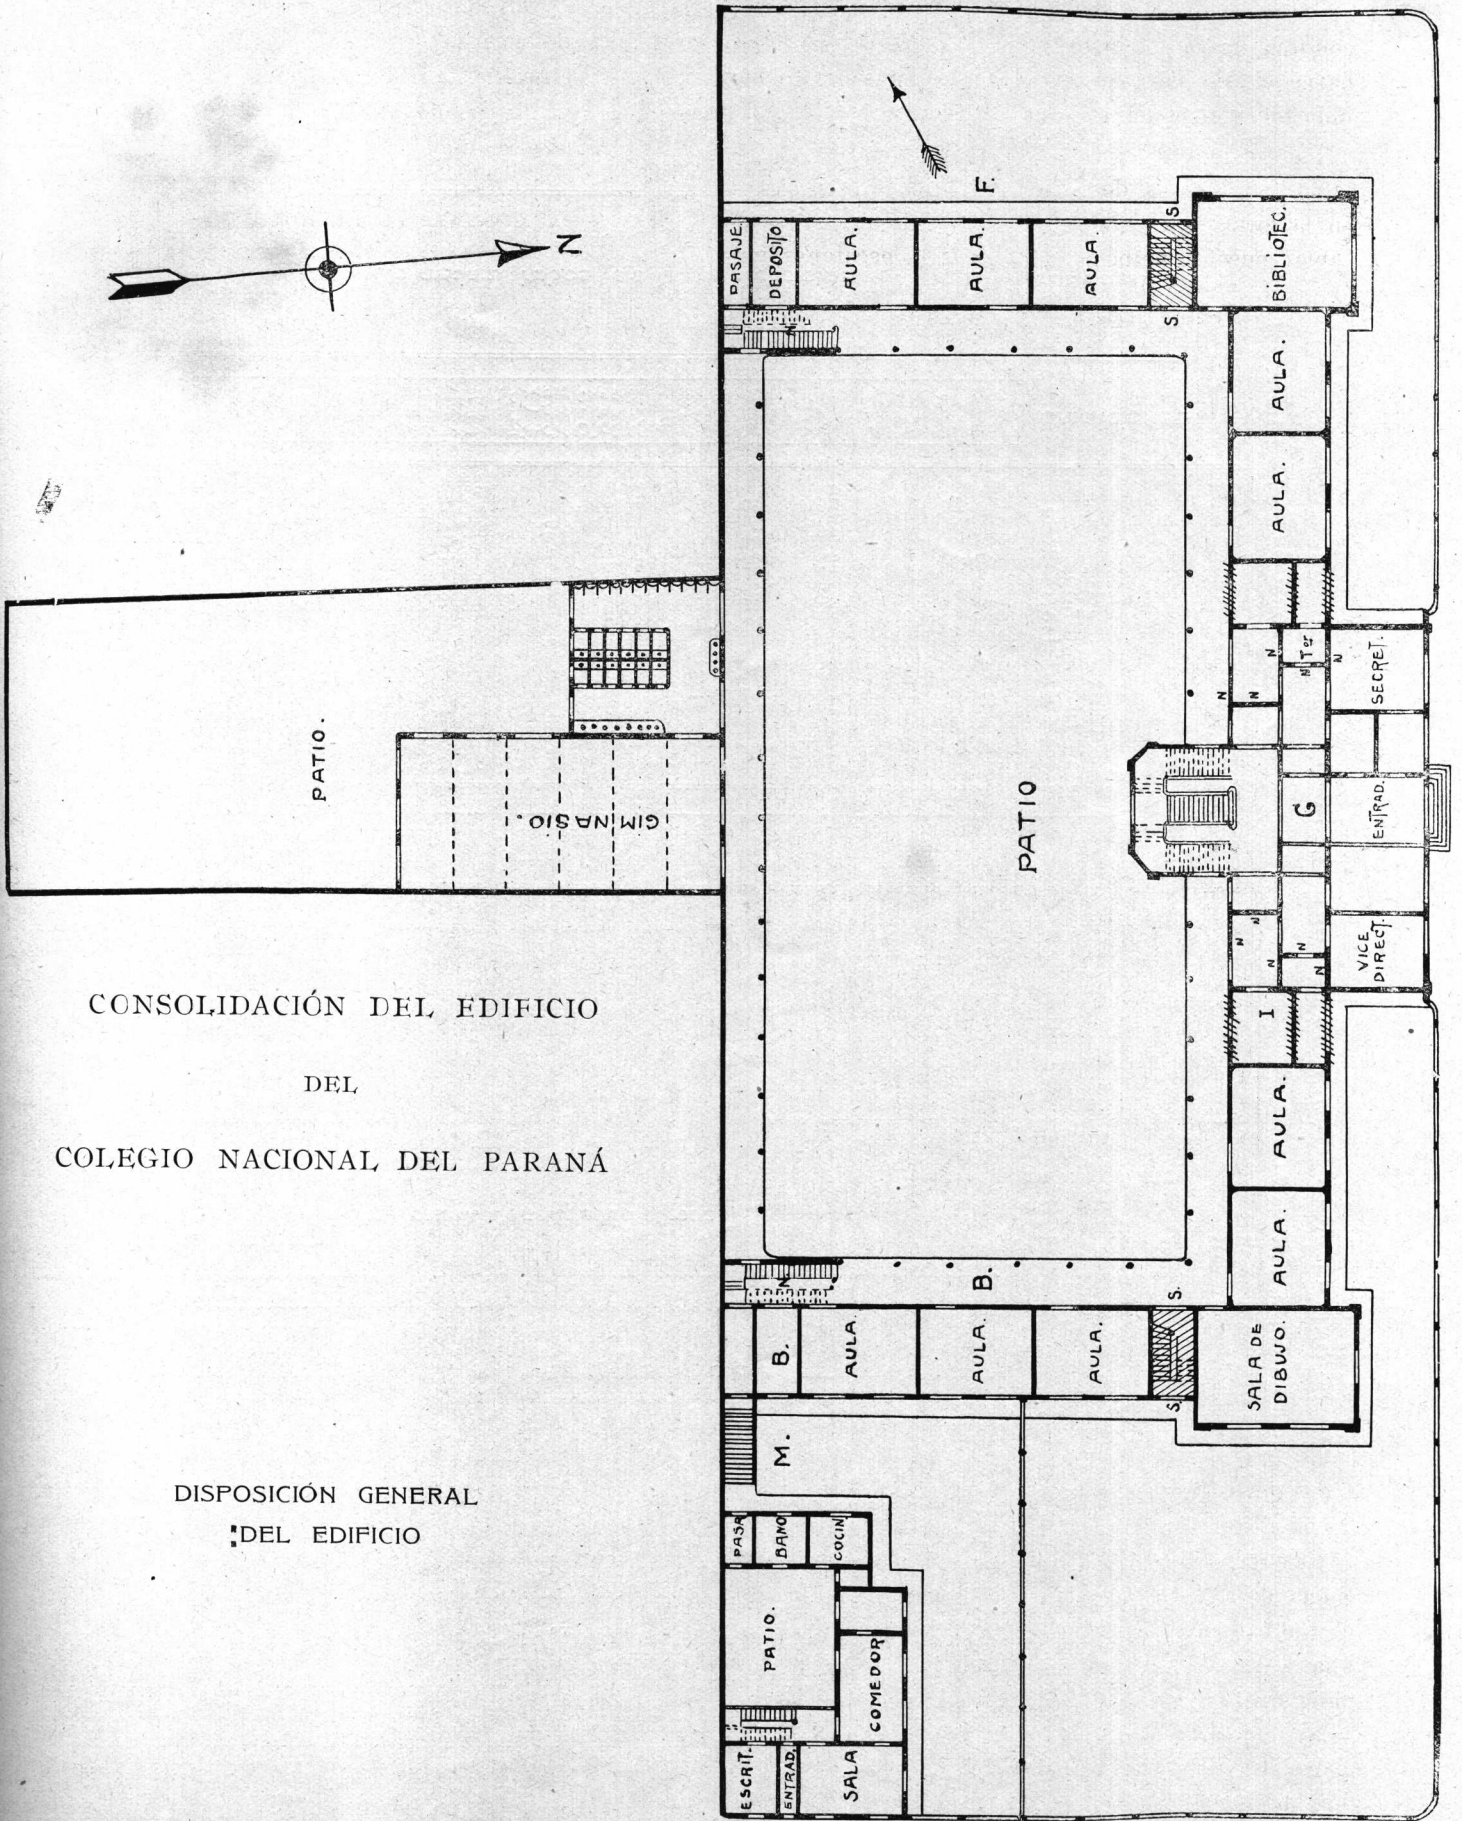 N
F.
PASAJE.
DEPOSITO
AULA.
AULA.
AULA.
S
S.
BIBLIOTEC.
N
AULA.
AULA.
N
N
N
Tor
N
N
SECRET.
PATIO.
GIMNASIO.
PATIO
G
ENTRAD.
N
N
N
N
N
VICE
DIRECT.
I
AULA.
AULA.
CONSOLIDACIÓN DEL EDIFICIO
DEL
COLEGIO NACIONAL DEL PARANÁ
N
B.
S.
B.
AULA.
AULA.
AULA.
S.
SALA DE
DIBUJO.
M.
DISPOSICIÓN GENERAL
DEL EDIFICIO
PASA
BAÑO
COCIN
PATIO.
COMEDOR
ESCRIT.
ENTRAD.
SALA